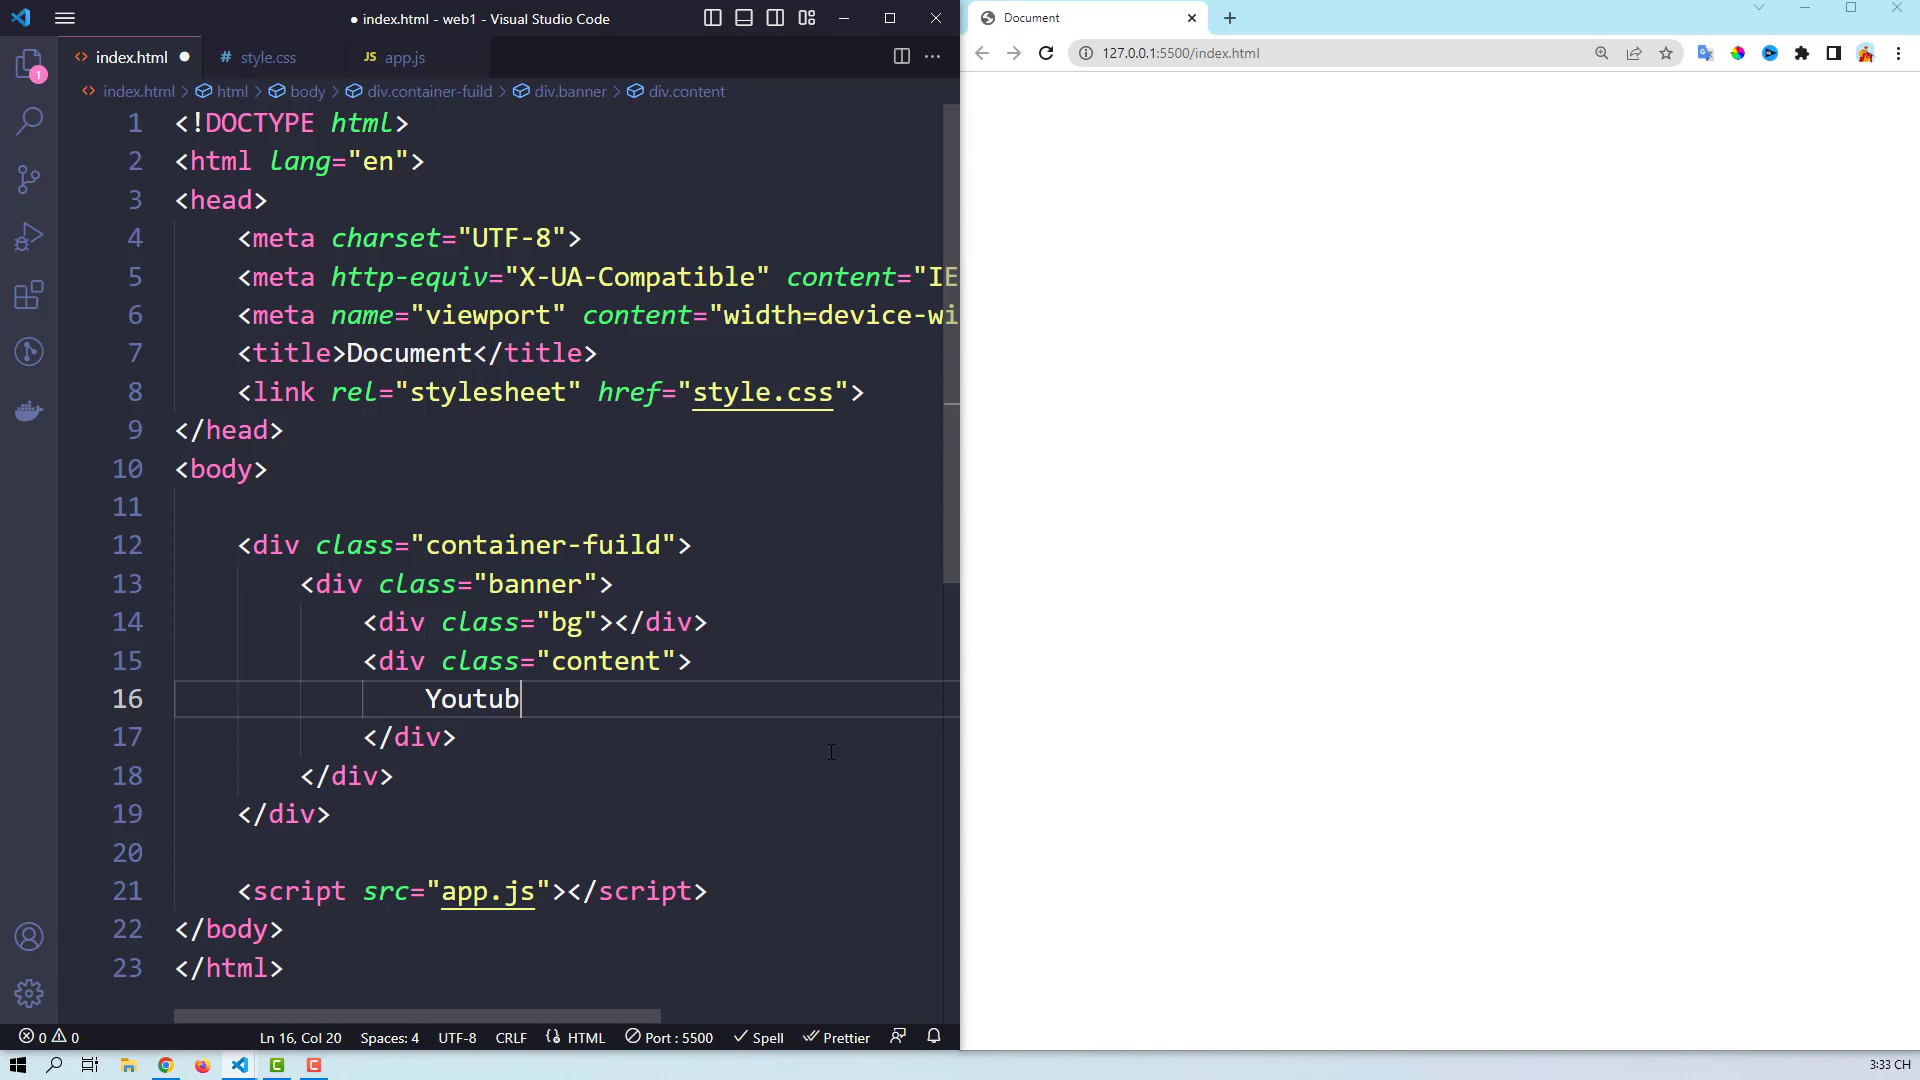 ● index.html - web1 - Visual Studio Code
Document
index.html ●
# style.css
JS app.js
127.0.0.1:5500/index.html
index.html > html > body > div.container-fuild > div.banner > div.content
1 <!DOCTYPE html>
2 <html lang="en">
3 <head>
4 <meta charset="UTF-8">
5 <meta http-equiv="X-UA-Compatible" content="IE
6 <meta name="viewport" content="width=device-wi
7 <title>Document</title>
8 <link rel="stylesheet" href="style.css">
9 </head>
10 <body>
11
12 <div class="container-fuild">
13 <div class="banner">
14 <div class="bg"></div>
15 <div class="content">
16 Youtub
17 </div>
18 </div>
19 </div>
20
21 <script src="app.js"></script>
22 </body>
23 </html>
1
0 0 Ln 16, Col 20 Spaces: 4 UTF-8 CRLF HTML Port : 5500 Spell Prettier
3:33 CH